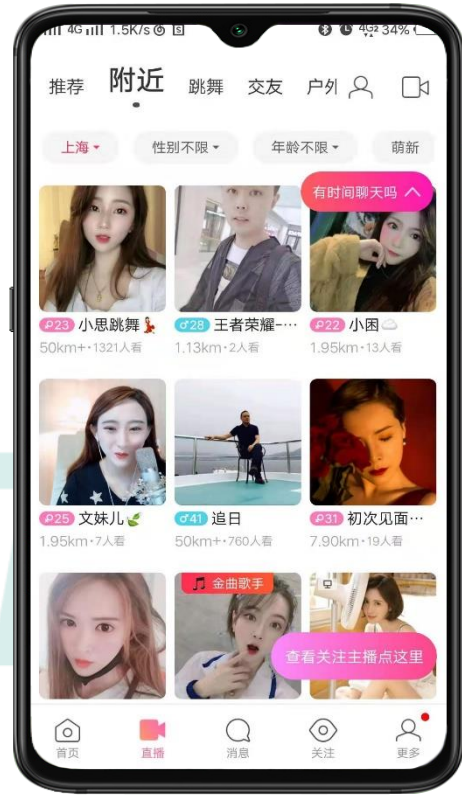 4G 1.5K/s 4G 34%
推荐 附近 跳舞 交友 户外
上海 性别不限 年龄不限 萌新
有时间聊天吗
23 小思跳舞
50km+·1321人看
28 王者荣耀-…
1.13km·2人看
22 小困
1.95km·13人看
25 文妹儿
1.95km·7人看
41 追日
50km+·760人看
31 初次见面…
7.90km·19人看
金曲歌手
查看关注主播点这里
首页 直播 消息 关注 更多